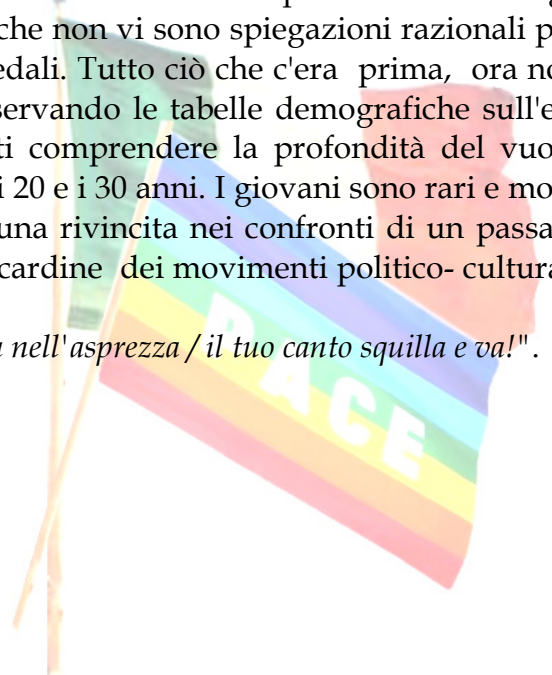 che non vi sono spiegazioni razionali p
edali. Tutto ciò che c'era prima, ora no
servando le tabelle demografiche sull'e
ti comprendere la profondità del vuo
i 20 e i 30 anni. I giovani sono rari e mo
una rivincita nei confronti di un passa
cardine dei movimenti politico- cultura
nell'asprezza / il tuo canto squilla e va!".
PACE